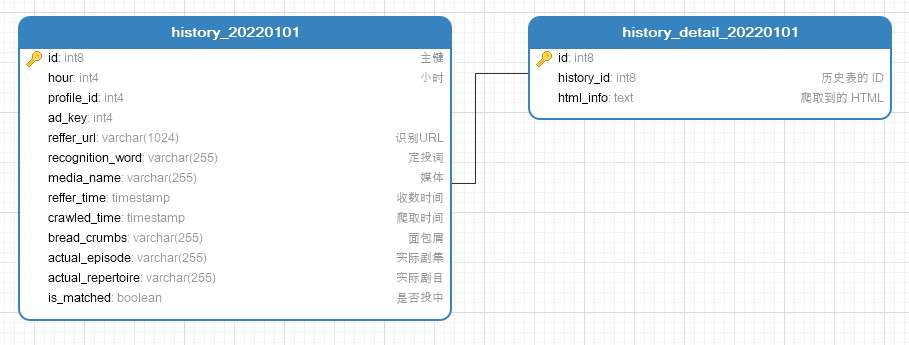 history_20220101
id: int8 主键
hour: int4 小时
profile_id: int4
ad_key: int4
reffer_url: varchar(1024) 识别URL
recognition_word: varchar(255) 定投词
media_name: varchar(255) 媒体
reffer_time: timestamp 收数时间
crawled_time: timestamp 爬取时间
bread_crumbs: varchar(255) 面包屑
actual_episode: varchar(255) 实际剧集
actual_repertoire: varchar(255) 实际剧目
is_matched: boolean 是否投中
history_detail_20220101
id: int8
history_id: int8 历史表的 ID
html_info: text 爬取到的 HTML